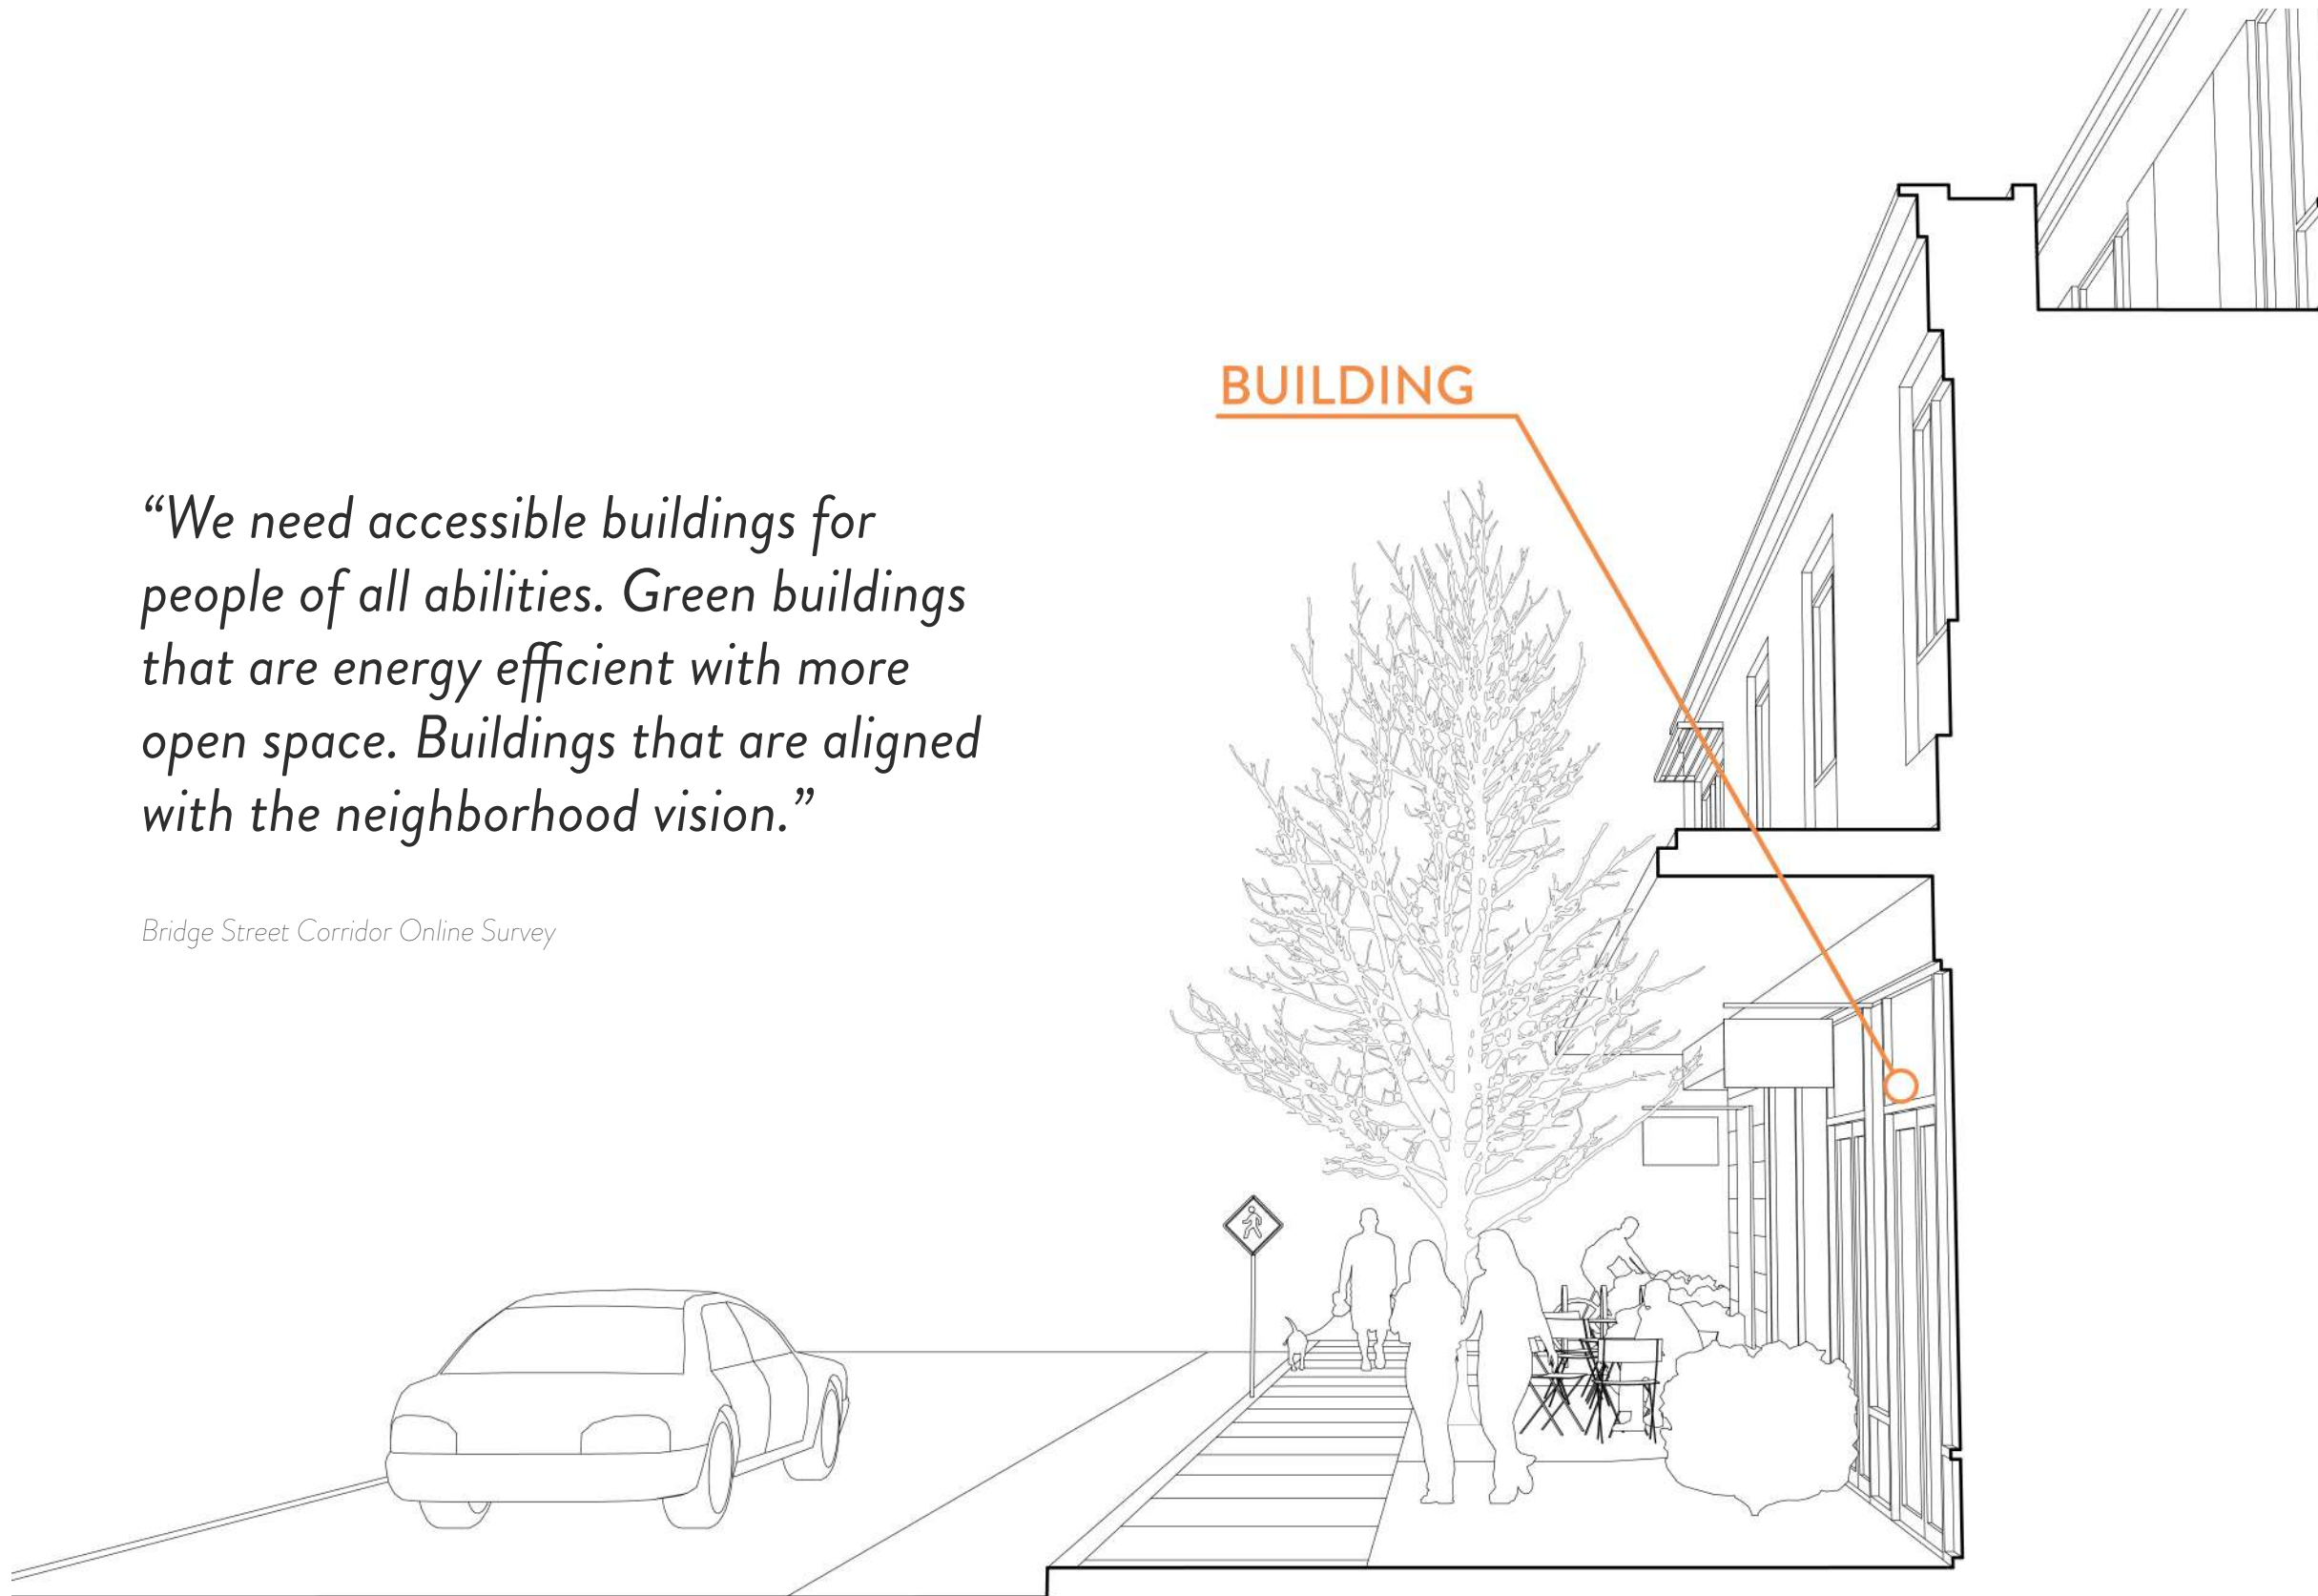 BUILDING
“We need accessible buildings for
people of all abilities. Green buildings
that are energy efficient with more
open space. Buildings that are aligned
with the neighborhood vision.”
Bridge Street Corridor Online Survey